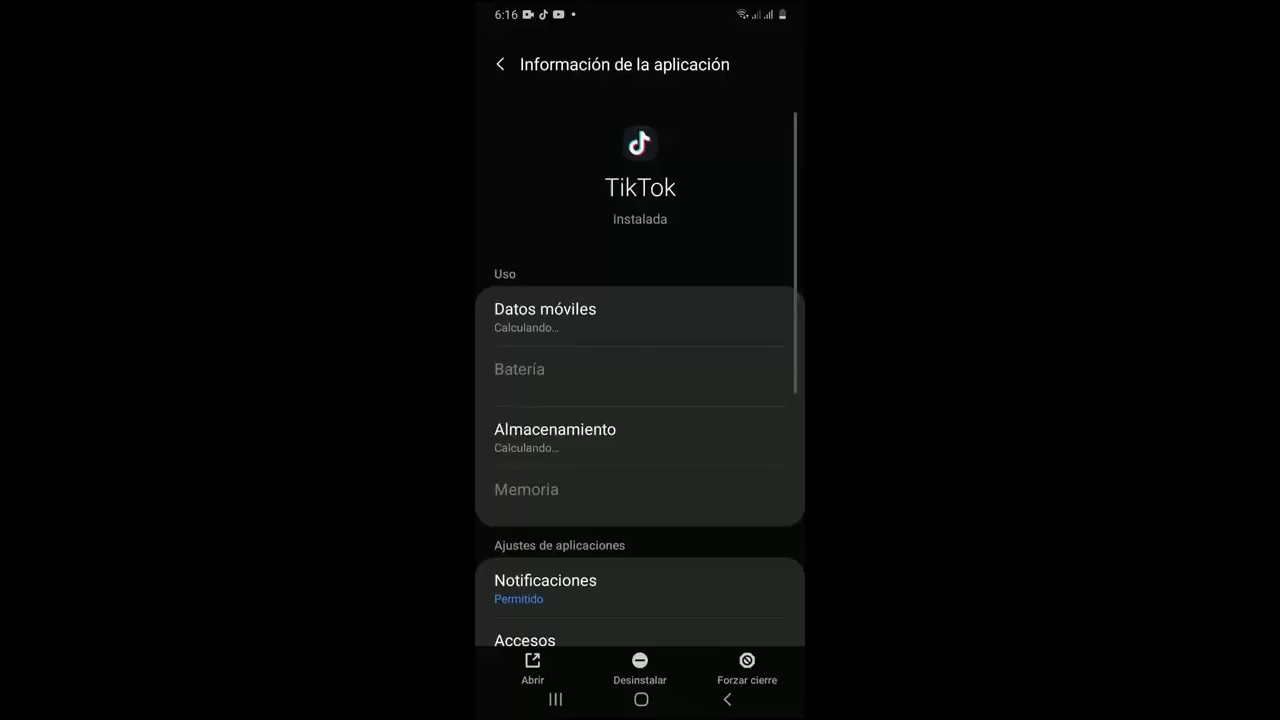 6:16
Información de la aplicación
TikTok
Instalada
Uso
Datos móviles
Calculando...
Batería
Almacenamiento
Calculando...
Memoria
Ajustes de aplicaciones
Notificaciones
Permitido
Accesos
Abrir
Desinstalar
Forzar cierre